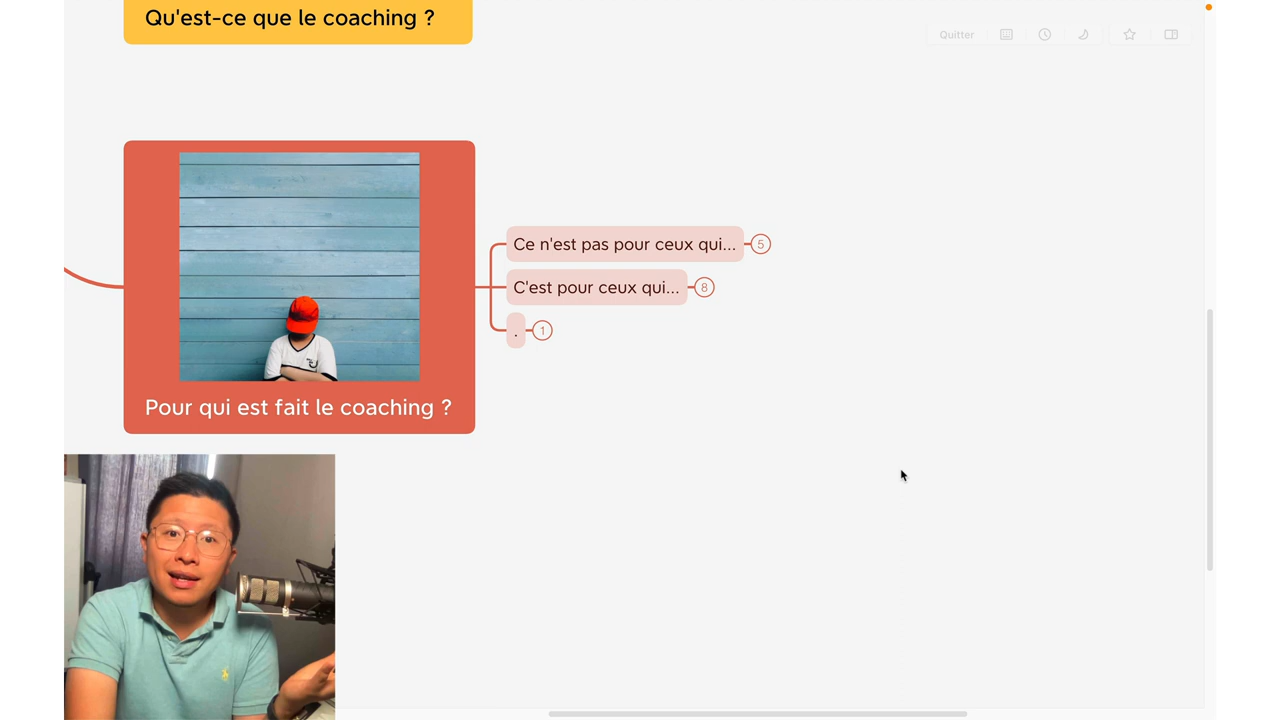 Qu'est-ce que le coaching ?
Quitter
Ce n'est pas pour ceux qui...
5
C'est pour ceux qui...
8
.
1
Pour qui est fait le coaching ?